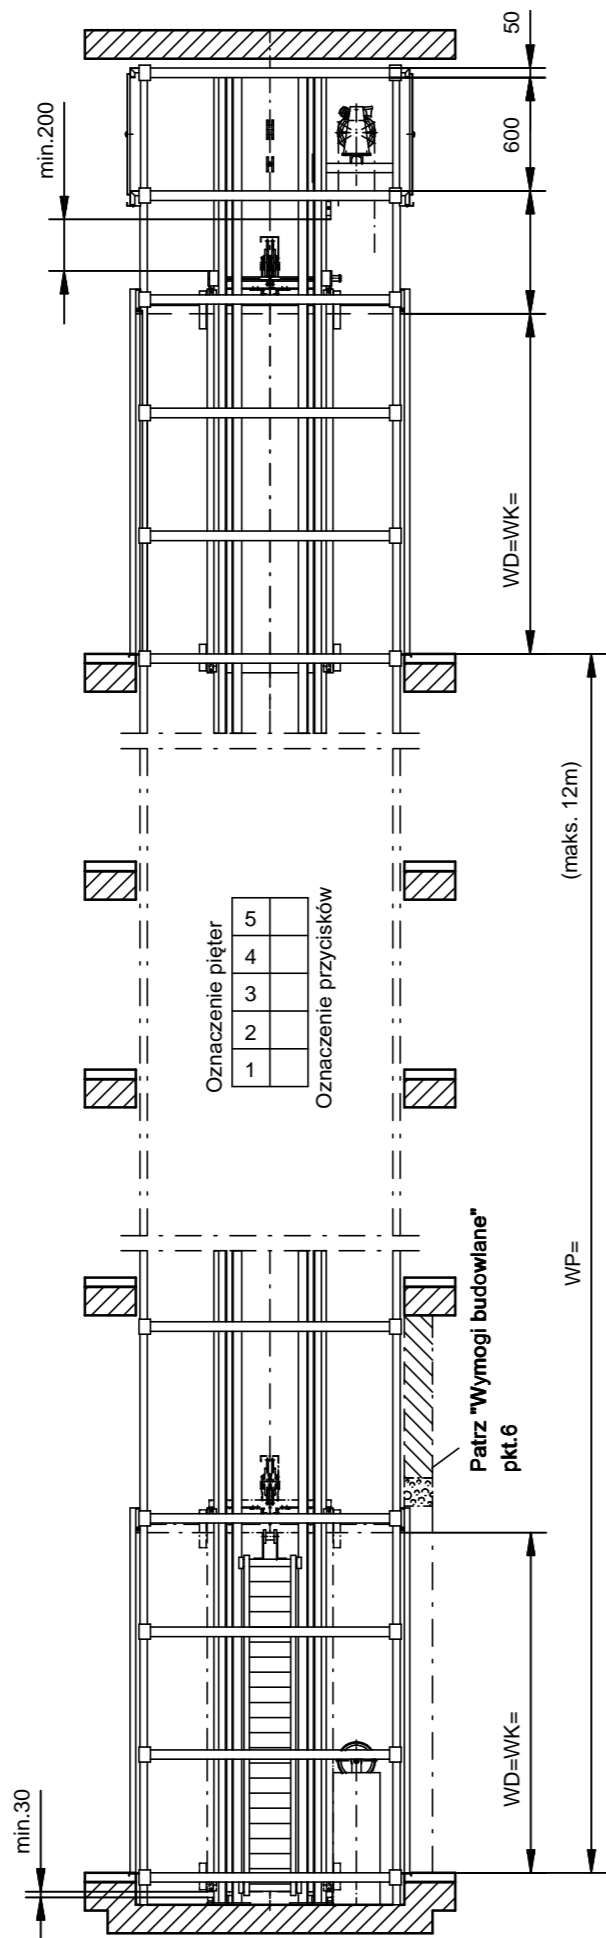 50
600
min.200
WD=WK=
(maks. 12m)
WP=
Oznaczenie pięter
1 2 3 4 5
Oznaczenie przycisków
Patrz "Wymogi budowlane"
pkt.6
WD=WK=
min.30